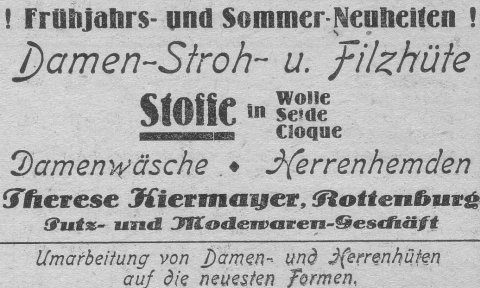 ! Frühjahrs- und Sommer-Neuheiten !
Damen-Stroh- u. Filzhüte
Stoffe in Wolle
Seide
Cloque
Damenwäsche • Herrenhemden
Therese Kiermayer, Rottenburg
Putz- und Modewaren-Geschäft
Umarbeitung von Damen- und Herrenhüten
auf die neuesten Formen.